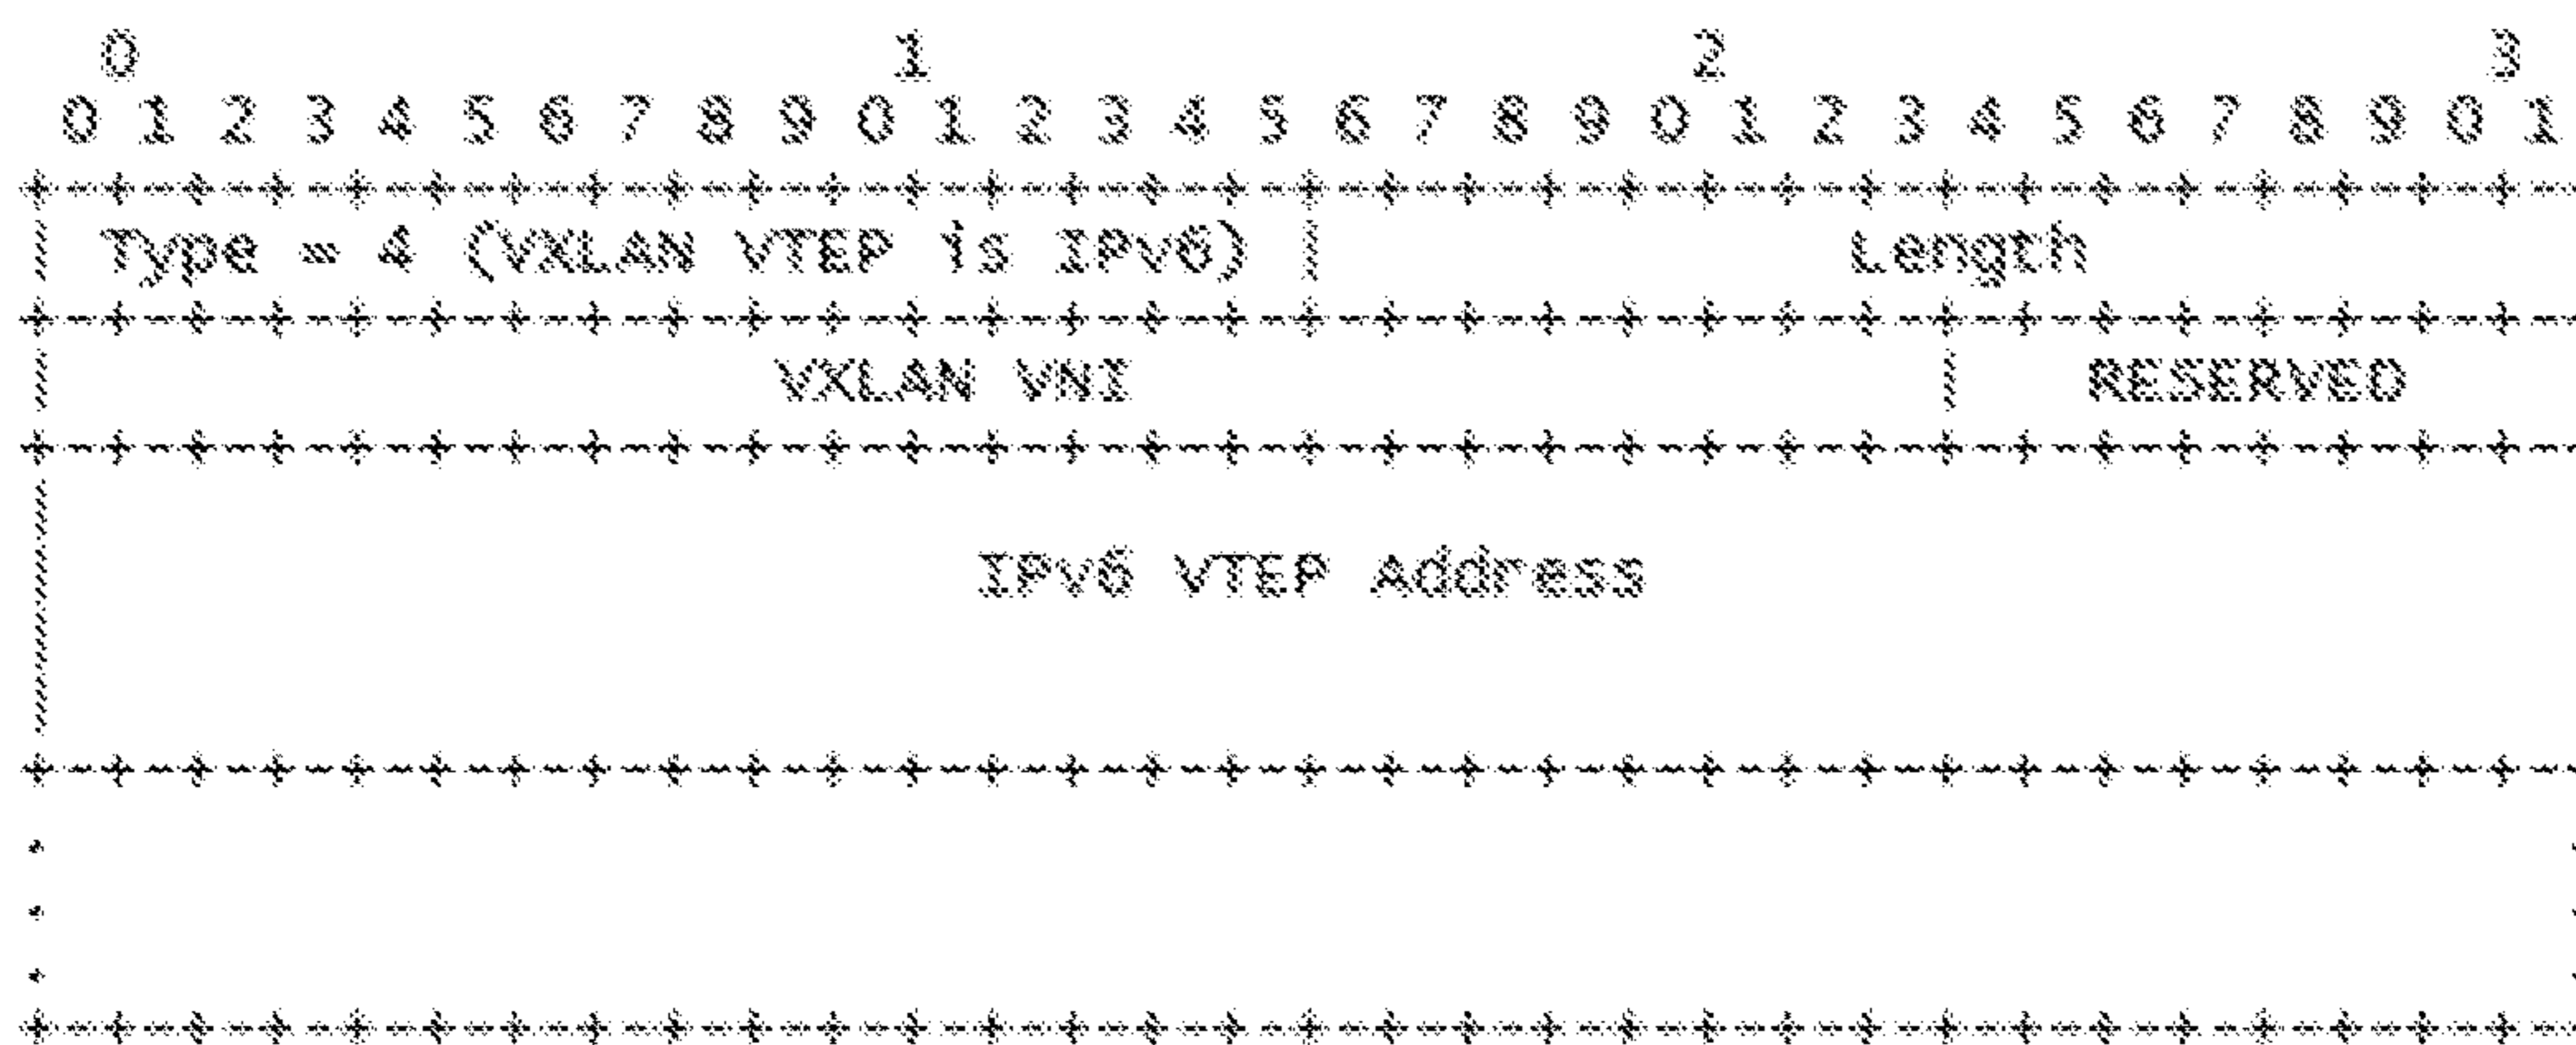 0 1 2 3
0 1 2 3 4 5 6 7 8 9 0 1 2 3 4 5 6 7 8 9 0 1 2 3 4 5 6 7 8 9 0 1
+-+-+-+-+-+-+-+-+-+-+-+-+-+-+-+-+-+-+-+-+-+-+-+-+-+-+-+-+-+-+-+-
| Type = 4 (VXLAN VTEP is IPv6) | Length
+-+-+-+-+-+-+-+-+-+-+-+-+-+-+-+-+-+-+-+-+-+-+-+-+-+-+-+-+-+-+-+-
| VXLAN VNI | RESERVED
+-+-+-+-+-+-+-+-+-+-+-+-+-+-+-+-+-+-+-+-+-+-+-+-+-+-+-+-+-+-+-+-
|
| IPv6 VTEP Address
|
|
+-+-+-+-+-+-+-+-+-+-+-+-+-+-+-+-+-+-+-+-+-+-+-+-+-+-+-+-+-+-+-+-
. .
. .
. .
+-+-+-+-+-+-+-+-+-+-+-+-+-+-+-+-+-+-+-+-+-+-+-+-+-+-+-+-+-+-+-+-